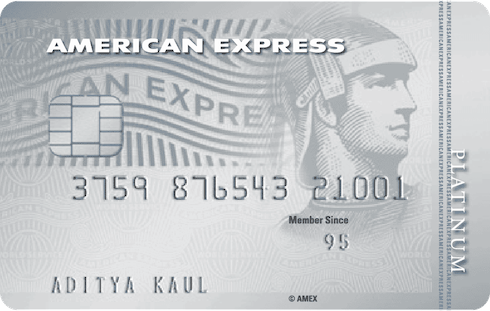 AMERICAN EXPRESS
3759 876543 21001
Member Since
95
ADITYA KAUL
© AMEX
PLATINUM